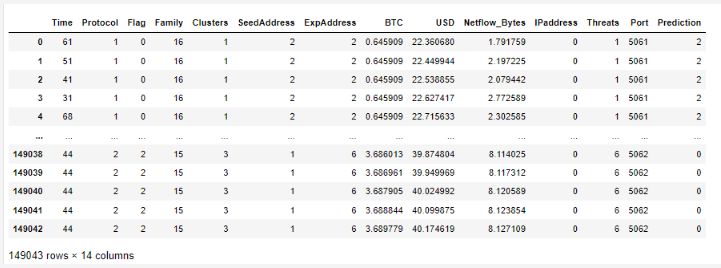 Time Protocol Flag Family Clusters SeedAddress ExpAddress BTC USD Netflow_Bytes IPaddress Threats Port Prediction
0 61 1 0 16 1 2 2 0.645909 22.360680 1.791759 0 1 5061 2
1 51 1 0 16 1 2 2 0.645909 22.449944 2.197225 0 1 5061 2
2 41 1 0 16 1 2 2 0.645909 22.538855 2.079442 0 1 5061 2
3 31 1 0 16 1 2 2 0.645909 22.627417 2.772589 0 1 5061 2
4 68 1 0 16 1 2 2 0.645909 22.715633 2.302585 0 1 5061 2
... ... ... ... ... ... ... ... ... ... ... ... ... ... ...
149038 44 2 2 15 3 1 6 3.686013 39.874804 8.114025 0 6 5062 0
149039 44 2 2 15 3 1 6 3.686961 39.949969 8.117312 0 6 5062 0
149040 44 2 2 15 3 1 6 3.687905 40.024992 8.120589 0 6 5062 0
149041 44 2 2 15 3 1 6 3.688844 40.099875 8.123854 0 6 5062 0
149042 44 2 2 15 3 1 6 3.689779 40.174619 8.127109 0 6 5062 0
149043 rows × 14 columns